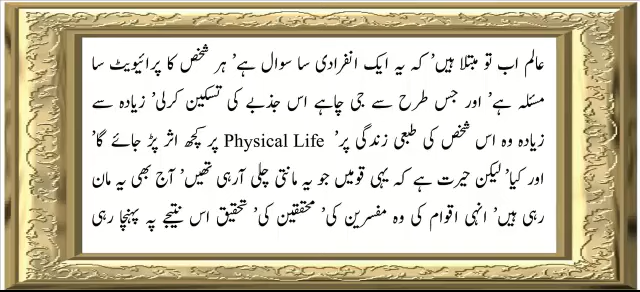 عالم اب تو مبتلا ہیں’ کہ یہ ایک انفرادی سا سوال ہے’ ہر شخص کا پرائیویٹ سا
مسئلہ ہے’ اور جس طرح سے جی چاہے اس جذبے کی تسکین کرلی’ زیادہ سے
زیادہ وہ اس شخص کی طبعی زندگی پر’ Physical Life پر کچھ اثر پڑ جائے گا’
اور کیا’ لیکن حیرت ہے کہ یہی قومیں جو یہ مانتی چلی آرہی تھیں’ آج بھی یہ مان
رہی ہیں’ انہی اقوام کی وہ مفسرین کی’ محققین کی’ تحقیق اس نتیجے پہ پہنچا رہی